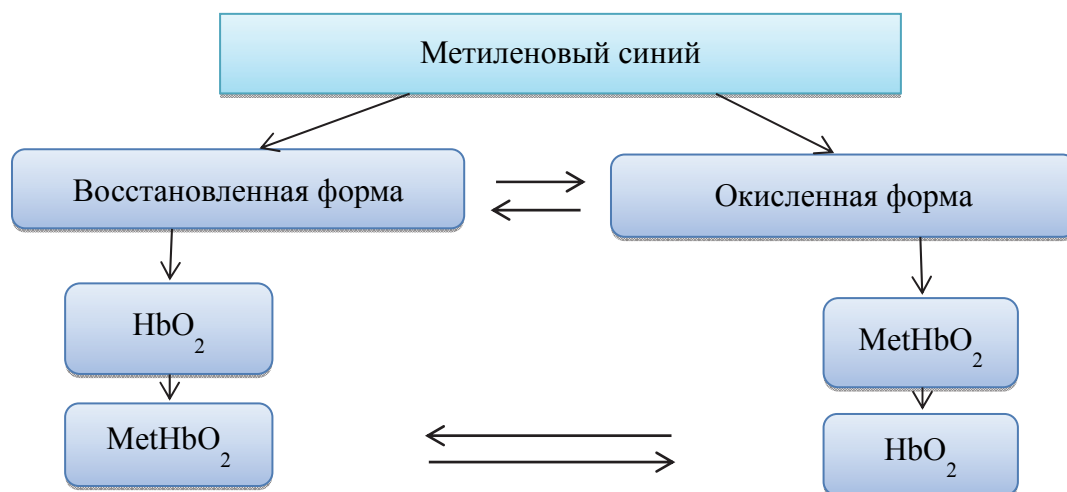 Метиленовый синий
Восстановленная форма
Окисленная форма
HbO₂
MetHbO₂
MetHbO₂
HbO₂